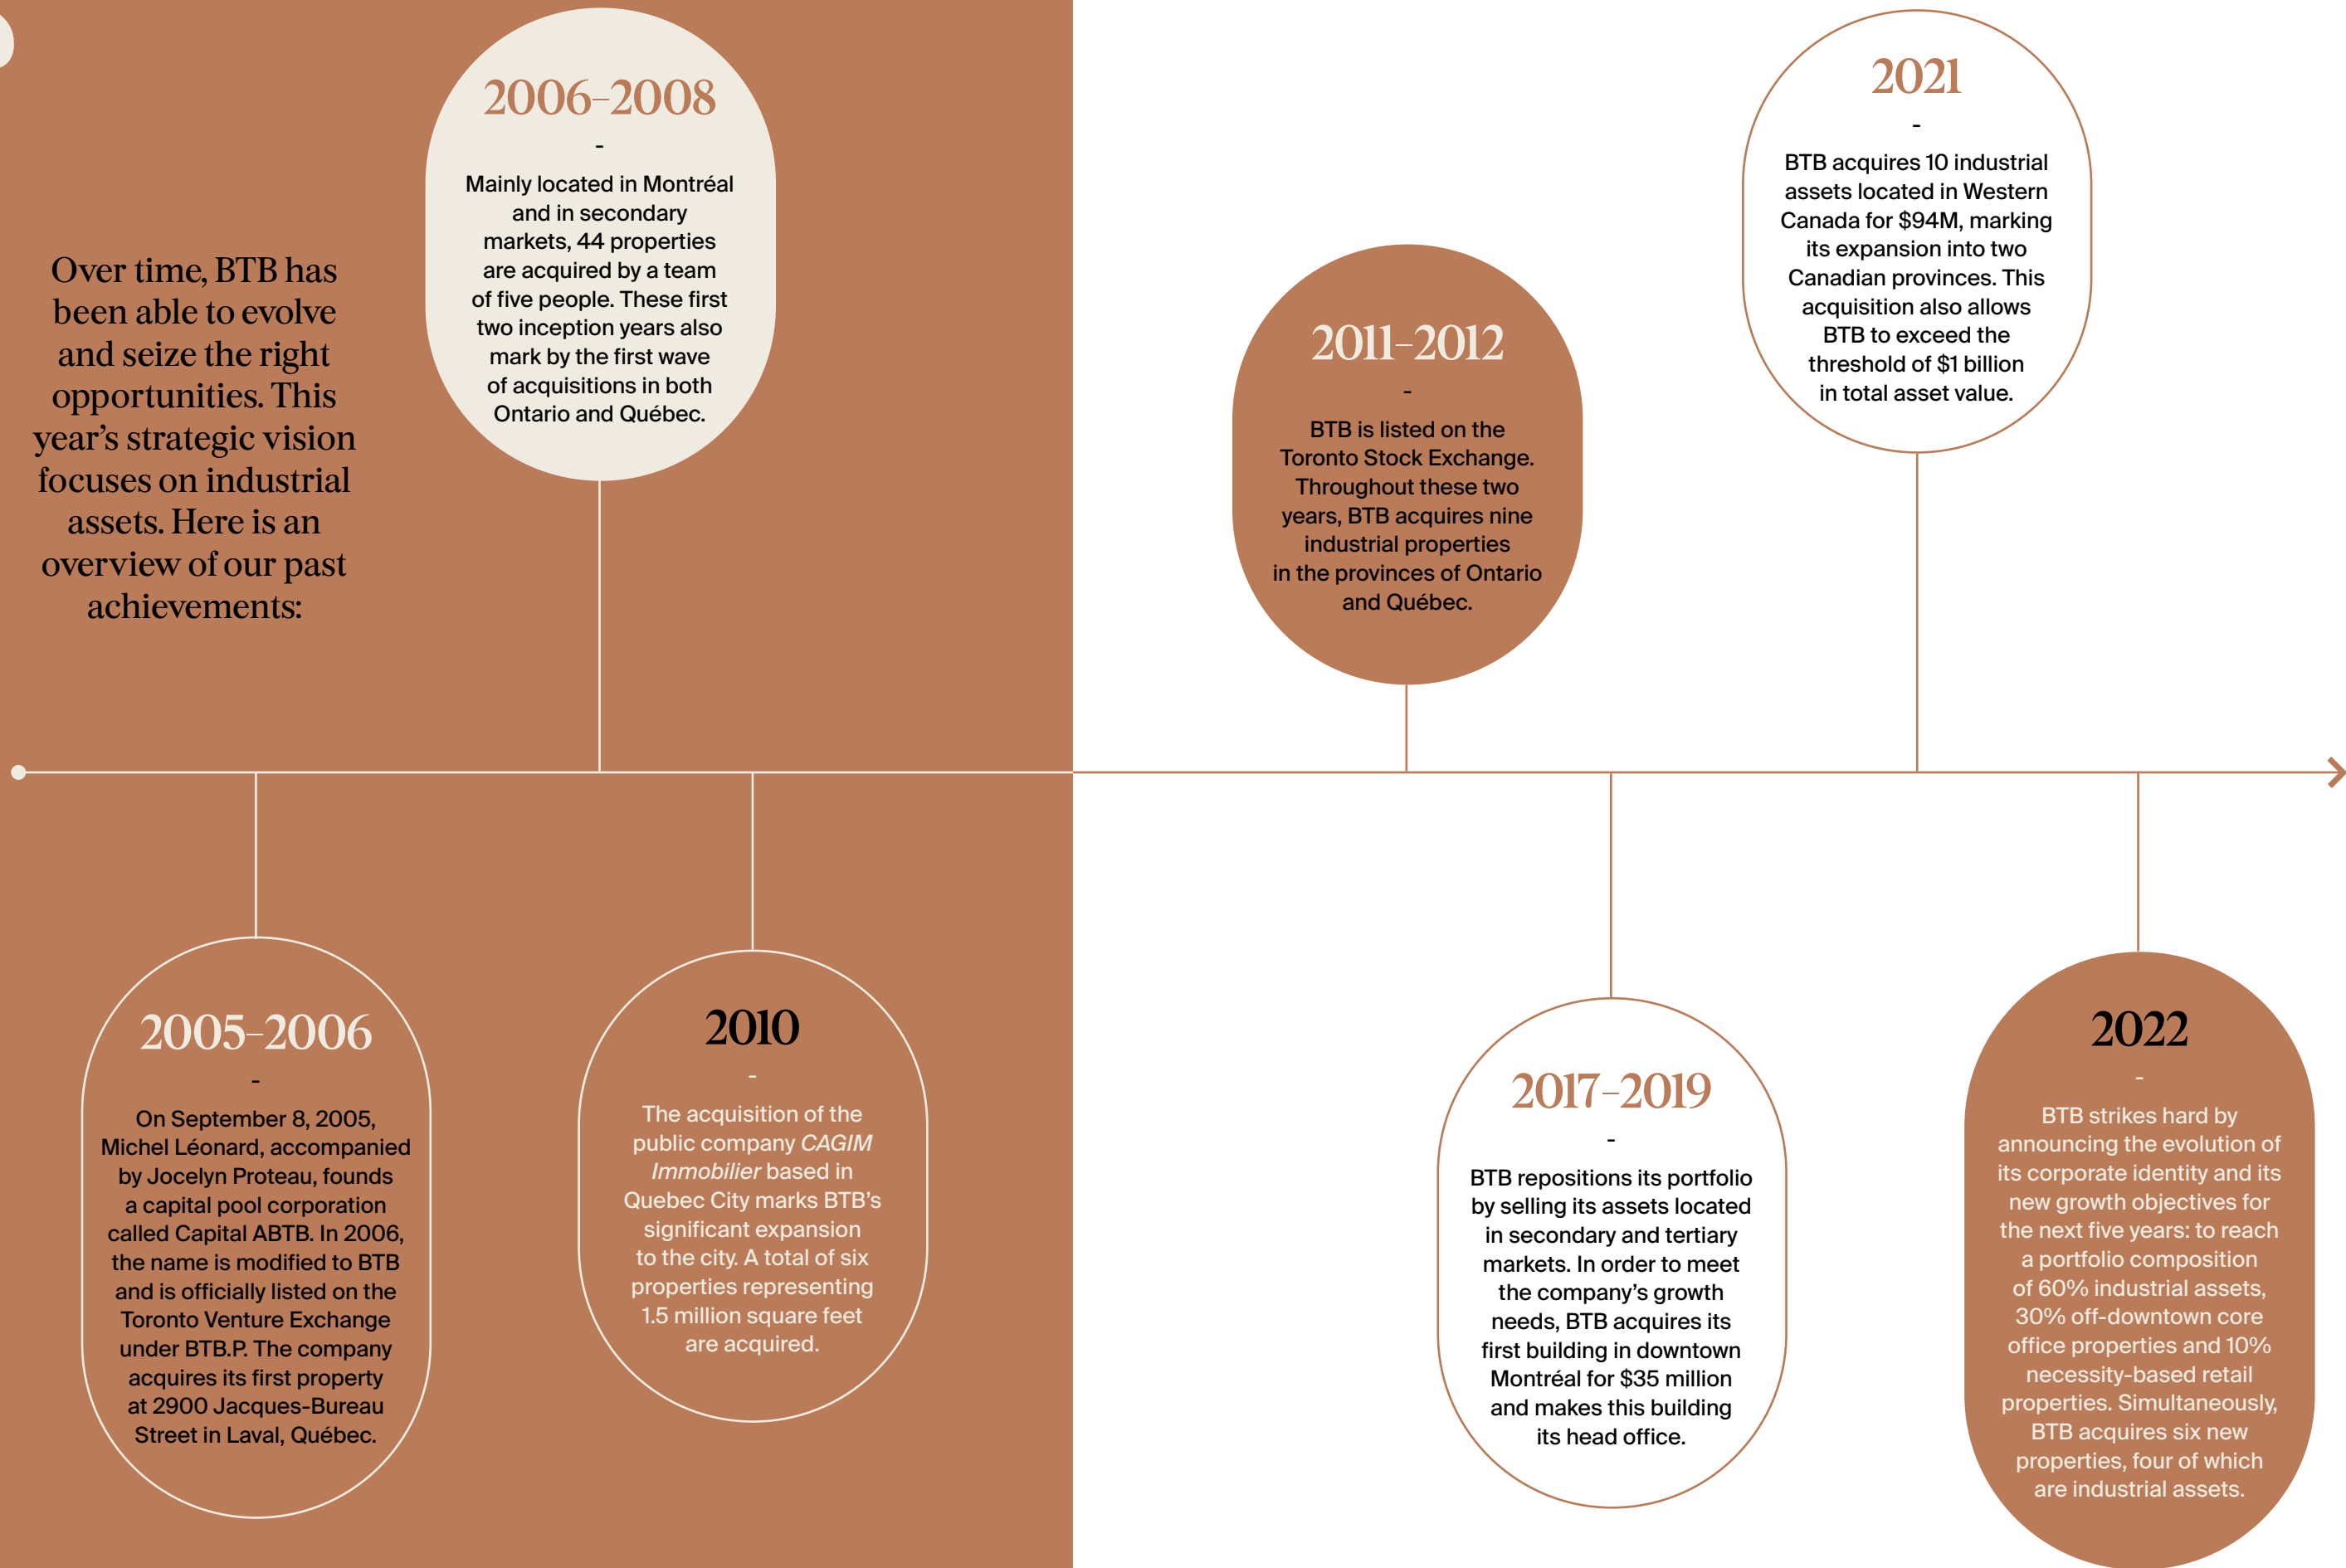 Over time, BTB has
been able to evolve
and seize the right
opportunities. This
year’s strategic vision
focuses on industrial
assets. Here is an
overview of our past
achievements:
2005–2006
-
On September 8, 2005,
Michel Léonard, accompanied
by Jocelyn Proteau, founds
a capital pool corporation
called Capital ABTB. In 2006,
the name is modified to BTB
and is officially listed on the
Toronto Venture Exchange
under BTB.P. The company
acquires its first property
at 2900 Jacques-Bureau
Street in Laval, Québec.
2006–2008
-
Mainly located in Montréal
and in secondary
markets, 44 properties
are acquired by a team
of five people. These first
two inception years also
mark by the first wave
of acquisitions in both
Ontario and Québec.
2010
-
The acquisition of the
public company CAGIM
Immobilier based in
Quebec City marks BTB’s
significant expansion
to the city. A total of six
properties representing
1.5 million square feet
are acquired.
2011–2012
-
BTB is listed on the
Toronto Stock Exchange.
Throughout these two
years, BTB acquires nine
industrial properties
in the provinces of Ontario
and Québec.
2017–2019
-
BTB repositions its portfolio
by selling its assets located
in secondary and tertiary
markets. In order to meet
the company’s growth
needs, BTB acquires its
first building in downtown
Montréal for $35 million
and makes this building
its head office.
2021
-
BTB acquires 10 industrial
assets located in Western
Canada for $94M, marking
its expansion into two
Canadian provinces. This
acquisition also allows
BTB to exceed the
threshold of $1 billion
in total asset value.
2022
-
BTB strikes hard by
announcing the evolution of
its corporate identity and its
new growth objectives for
the next five years: to reach
a portfolio composition
of 60% industrial assets,
30% off-downtown core
office properties and 10%
necessity-based retail
properties. Simultaneously,
BTB acquires six new
properties, four of which
are industrial assets.